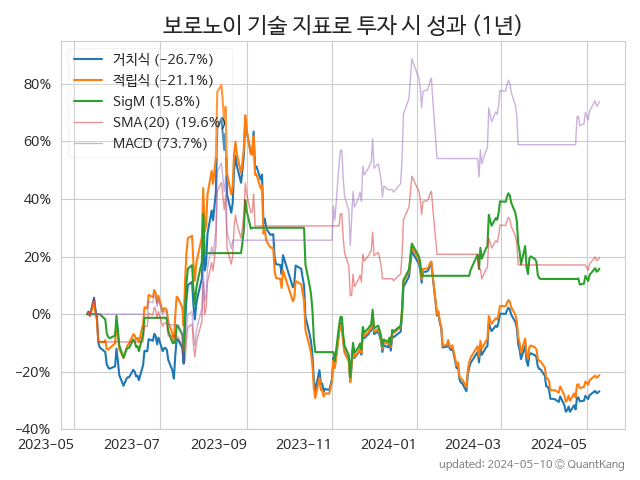 보로노이 기술 지표로 투자 시 성과 (1년)
거치식 (−26.7%)
적립식 (−21.1%)
SigM (15.8%)
SMA(20) (19.6%)
MACD (73.7%)
80%
60%
40%
20%
0%
−20%
−40%
2023-05 2023-07 2023-09 2023-11 2024-01 2024-03 2024-05
updated: 2024-05-10 © QuantKang